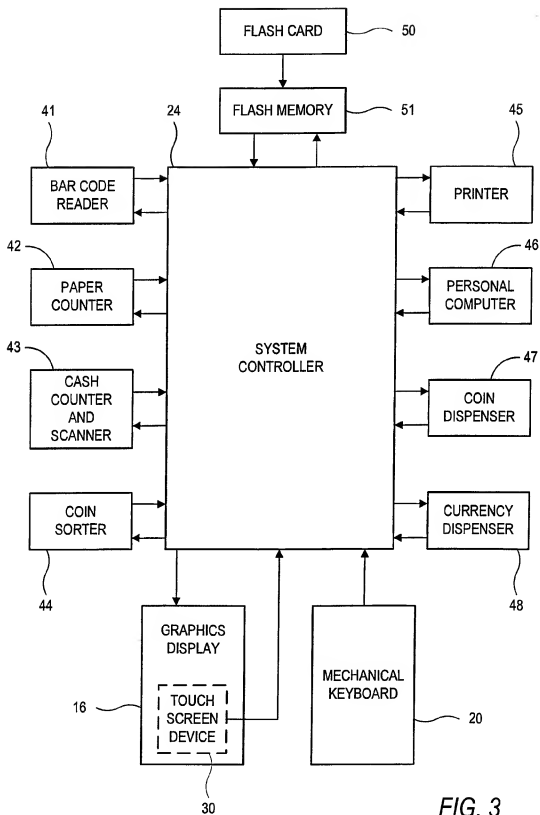 FLASH CARD
50
FLASH MEMORY
51
41
24
45
BAR CODE
READER
PRINTER
42
46
PAPER
COUNTER
PERSONAL
COMPUTER
43
47
SYSTEM
CONTROLLER
CASH
COUNTER
AND
SCANNER
COIN
DISPENSER
COIN
SORTER
CURRENCY
DISPENSER
44
48
GRAPHICS
DISPLAY
MECHANICAL
KEYBOARD
16
TOUCH
SCREEN
DEVICE
20
30
FIG. 3